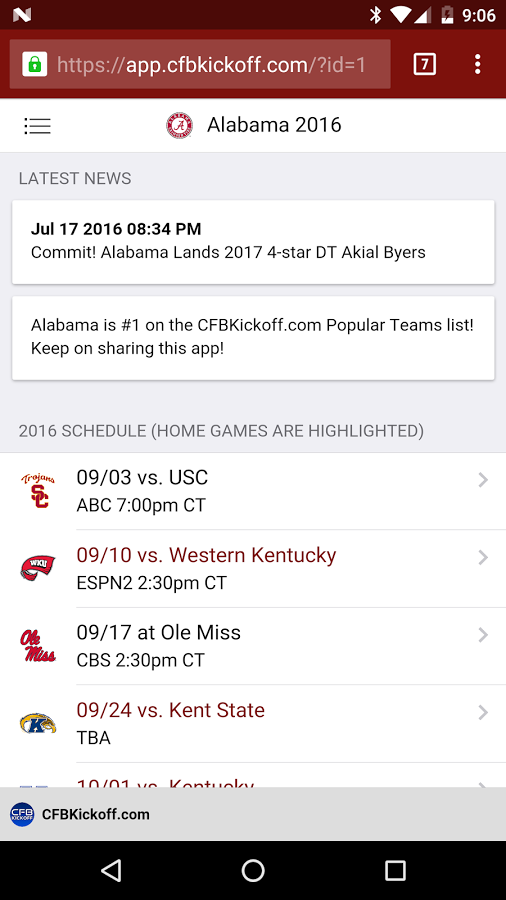 9:06
https://app.cfbkickoff.com/?id=1
7
Alabama 2016
LATEST NEWS
Jul 17 2016 08:34 PM
Commit! Alabama Lands 2017 4-star DT Akial Byers
Alabama is #1 on the CFBKickoff.com Popular Teams list!
Keep on sharing this app!
2016 SCHEDULE (HOME GAMES ARE HIGHLIGHTED)
Trojans
SC
09/03 vs. USC
ABC 7:00pm CT
WKU
09/10 vs. Western Kentucky
ESPN2 2:30pm CT
Ole
Miss
09/17 at Ole Miss
CBS 2:30pm CT
K
09/24 vs. Kent State
TBA
10/01 vs. Kentucky
CFB
KICKOFF
CFBKickoff.com